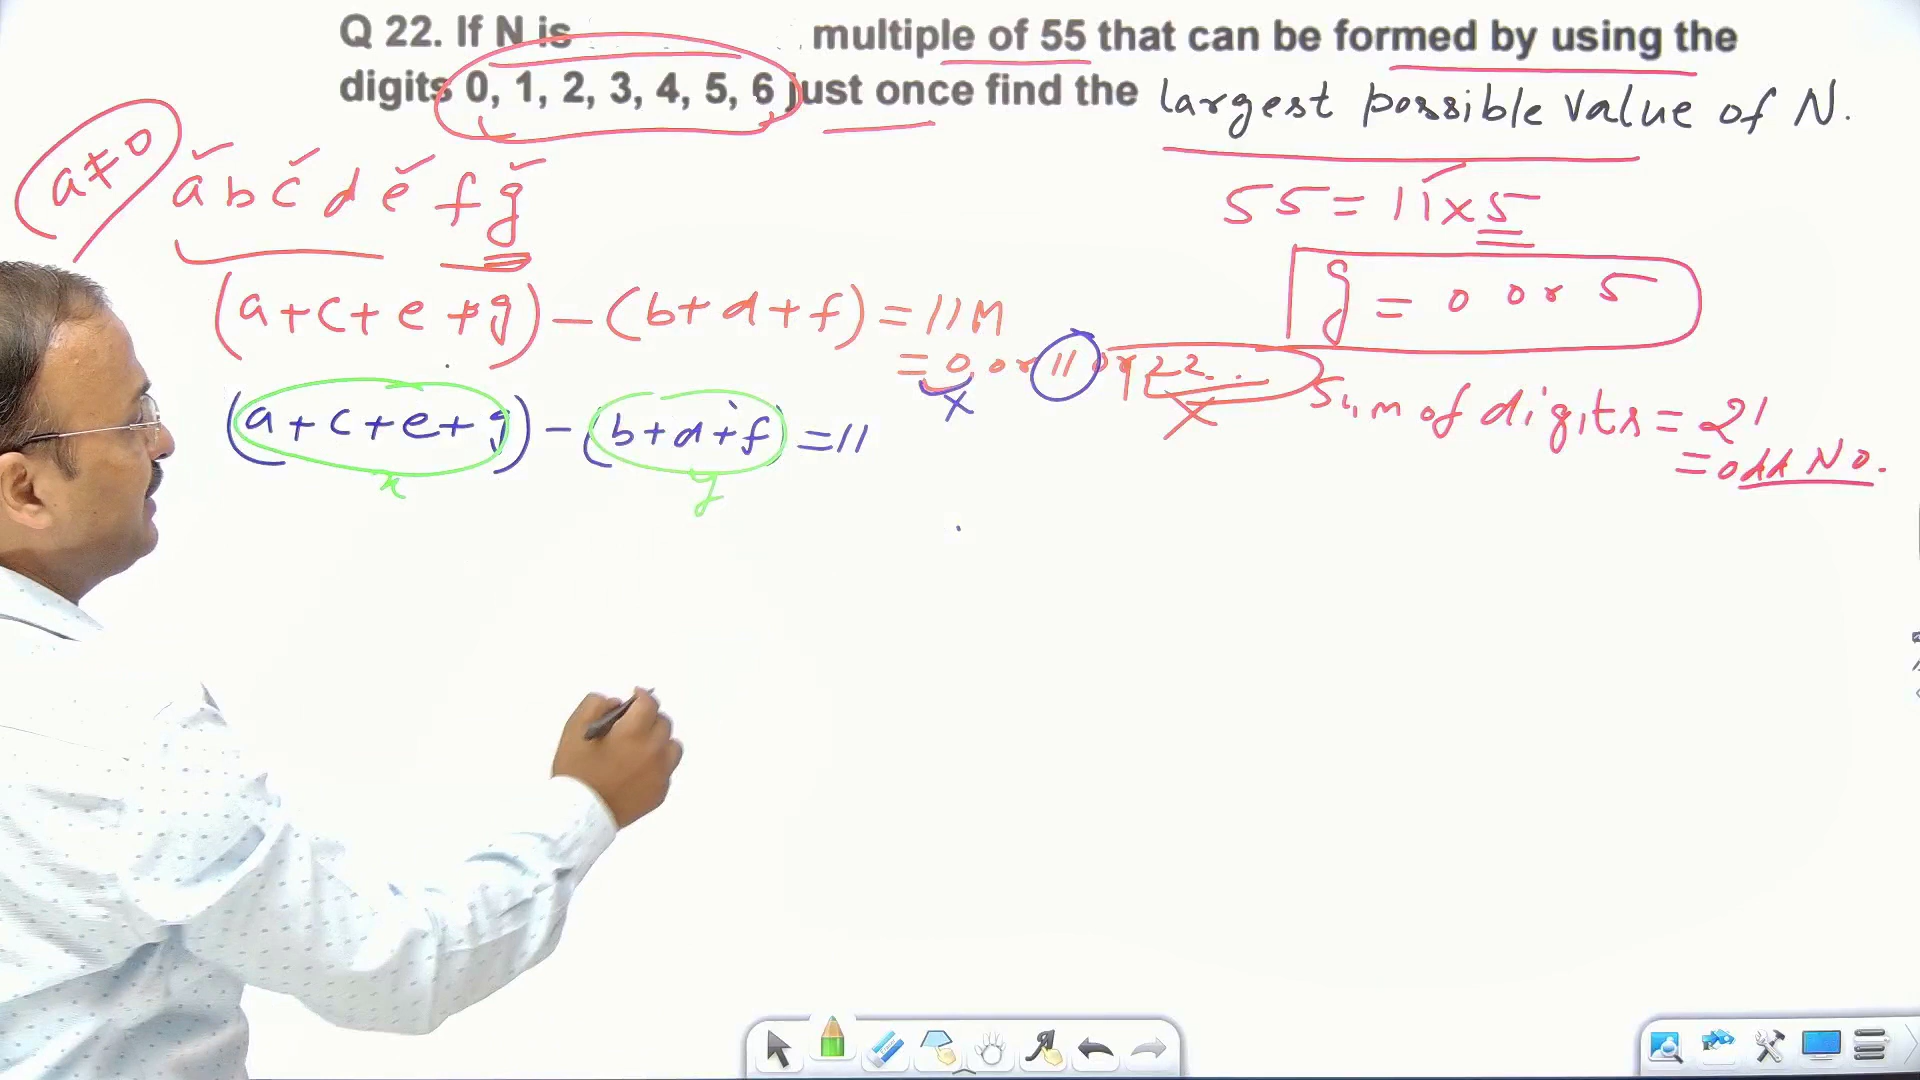 Q 22. If N is multiple of 55 that can be formed by using the
digits 0, 1, 2, 3, 4, 5, 6 just once find the largest possible value of N.
a≠0
a b c d e f g
55 = 11 x 5
g = 0 or 5
(a+c+e+g) - (b+d+f) = 11M
= 0 or 11 or 22..
x
x
Sum of digits = 21
= odd No.
(a+c+e+g) - (b+d+f) = 11
x
y